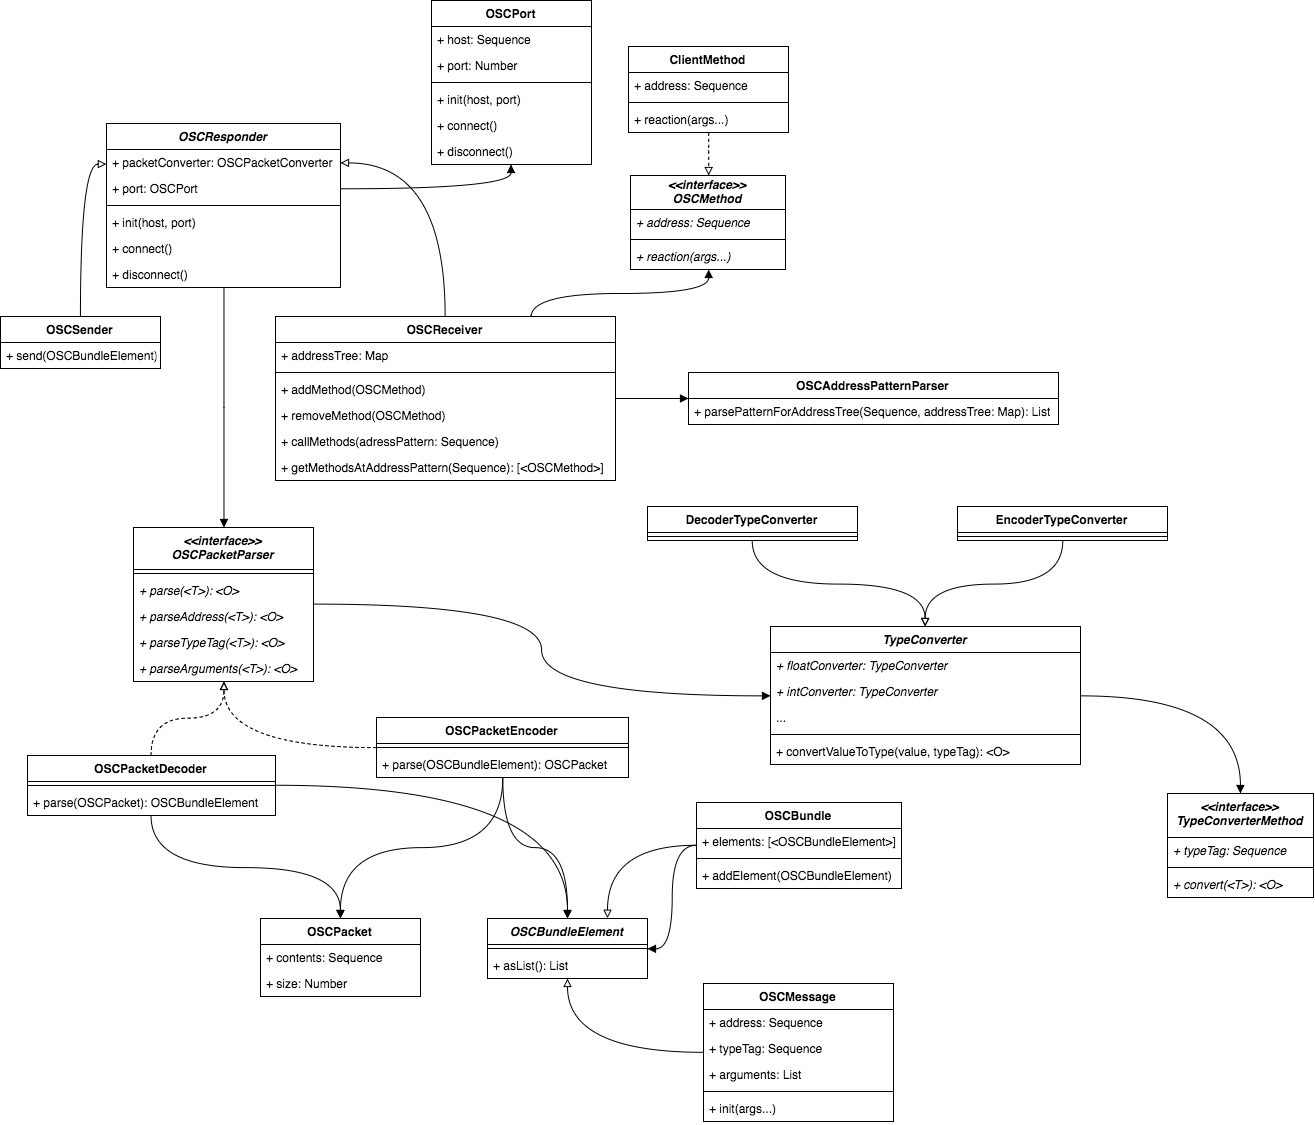 OSCPort
+ host: Sequence
+ port: Number
+ init(host, port)
+ connect()
+ disconnect()
ClientMethod
+ address: Sequence
+ reaction(args...)
OSCResponder
+ packetConverter: OSCPacketConverter
+ port: OSCPort
+ init(host, port)
+ connect()
+ disconnect()
<<interface>>
OSCMethod
+ address: Sequence
+ reaction(args...)
OSCSender
+ send(OSCBundleElement)
OSCReceiver
+ addressTree: Map
+ addMethod(OSCMethod)
+ removeMethod(OSCMethod)
+ callMethods(adressPattern: Sequence)
+ getMethodsAtAddressPattern(Sequence): [<OSCMethod>]
OSCAddressPatternParser
+ parsePatternForAddressTree(Sequence, addressTree: Map): List
<<interface>>
OSCPacketParser
+ parse(<T>): <O>
+ parseAddress(<T>): <O>
+ parseTypeTag(<T>): <O>
+ parseArguments(<T>): <O>
DecoderTypeConverter
EncoderTypeConverter
TypeConverter
+ floatConverter: TypeConverter
+ intConverter: TypeConverter
...
+ convertValueToType(value, typeTag): <O>
OSCPacketEncoder
+ parse(OSCBundleElement): OSCPacket
OSCPacketDecoder
+ parse(OSCPacket): OSCBundleElement
<<interface>>
TypeConverterMethod
+ typeTag: Sequence
+ convert(<T>): <O>
OSCBundle
+ elements: [<OSCBundleElement>]
+ addElement(OSCBundleElement)
OSCPacket
+ contents: Sequence
+ size: Number
OSCBundleElement
+ asList(): List
OSCMessage
+ address: Sequence
+ typeTag: Sequence
+ arguments: List
+ init(args...)